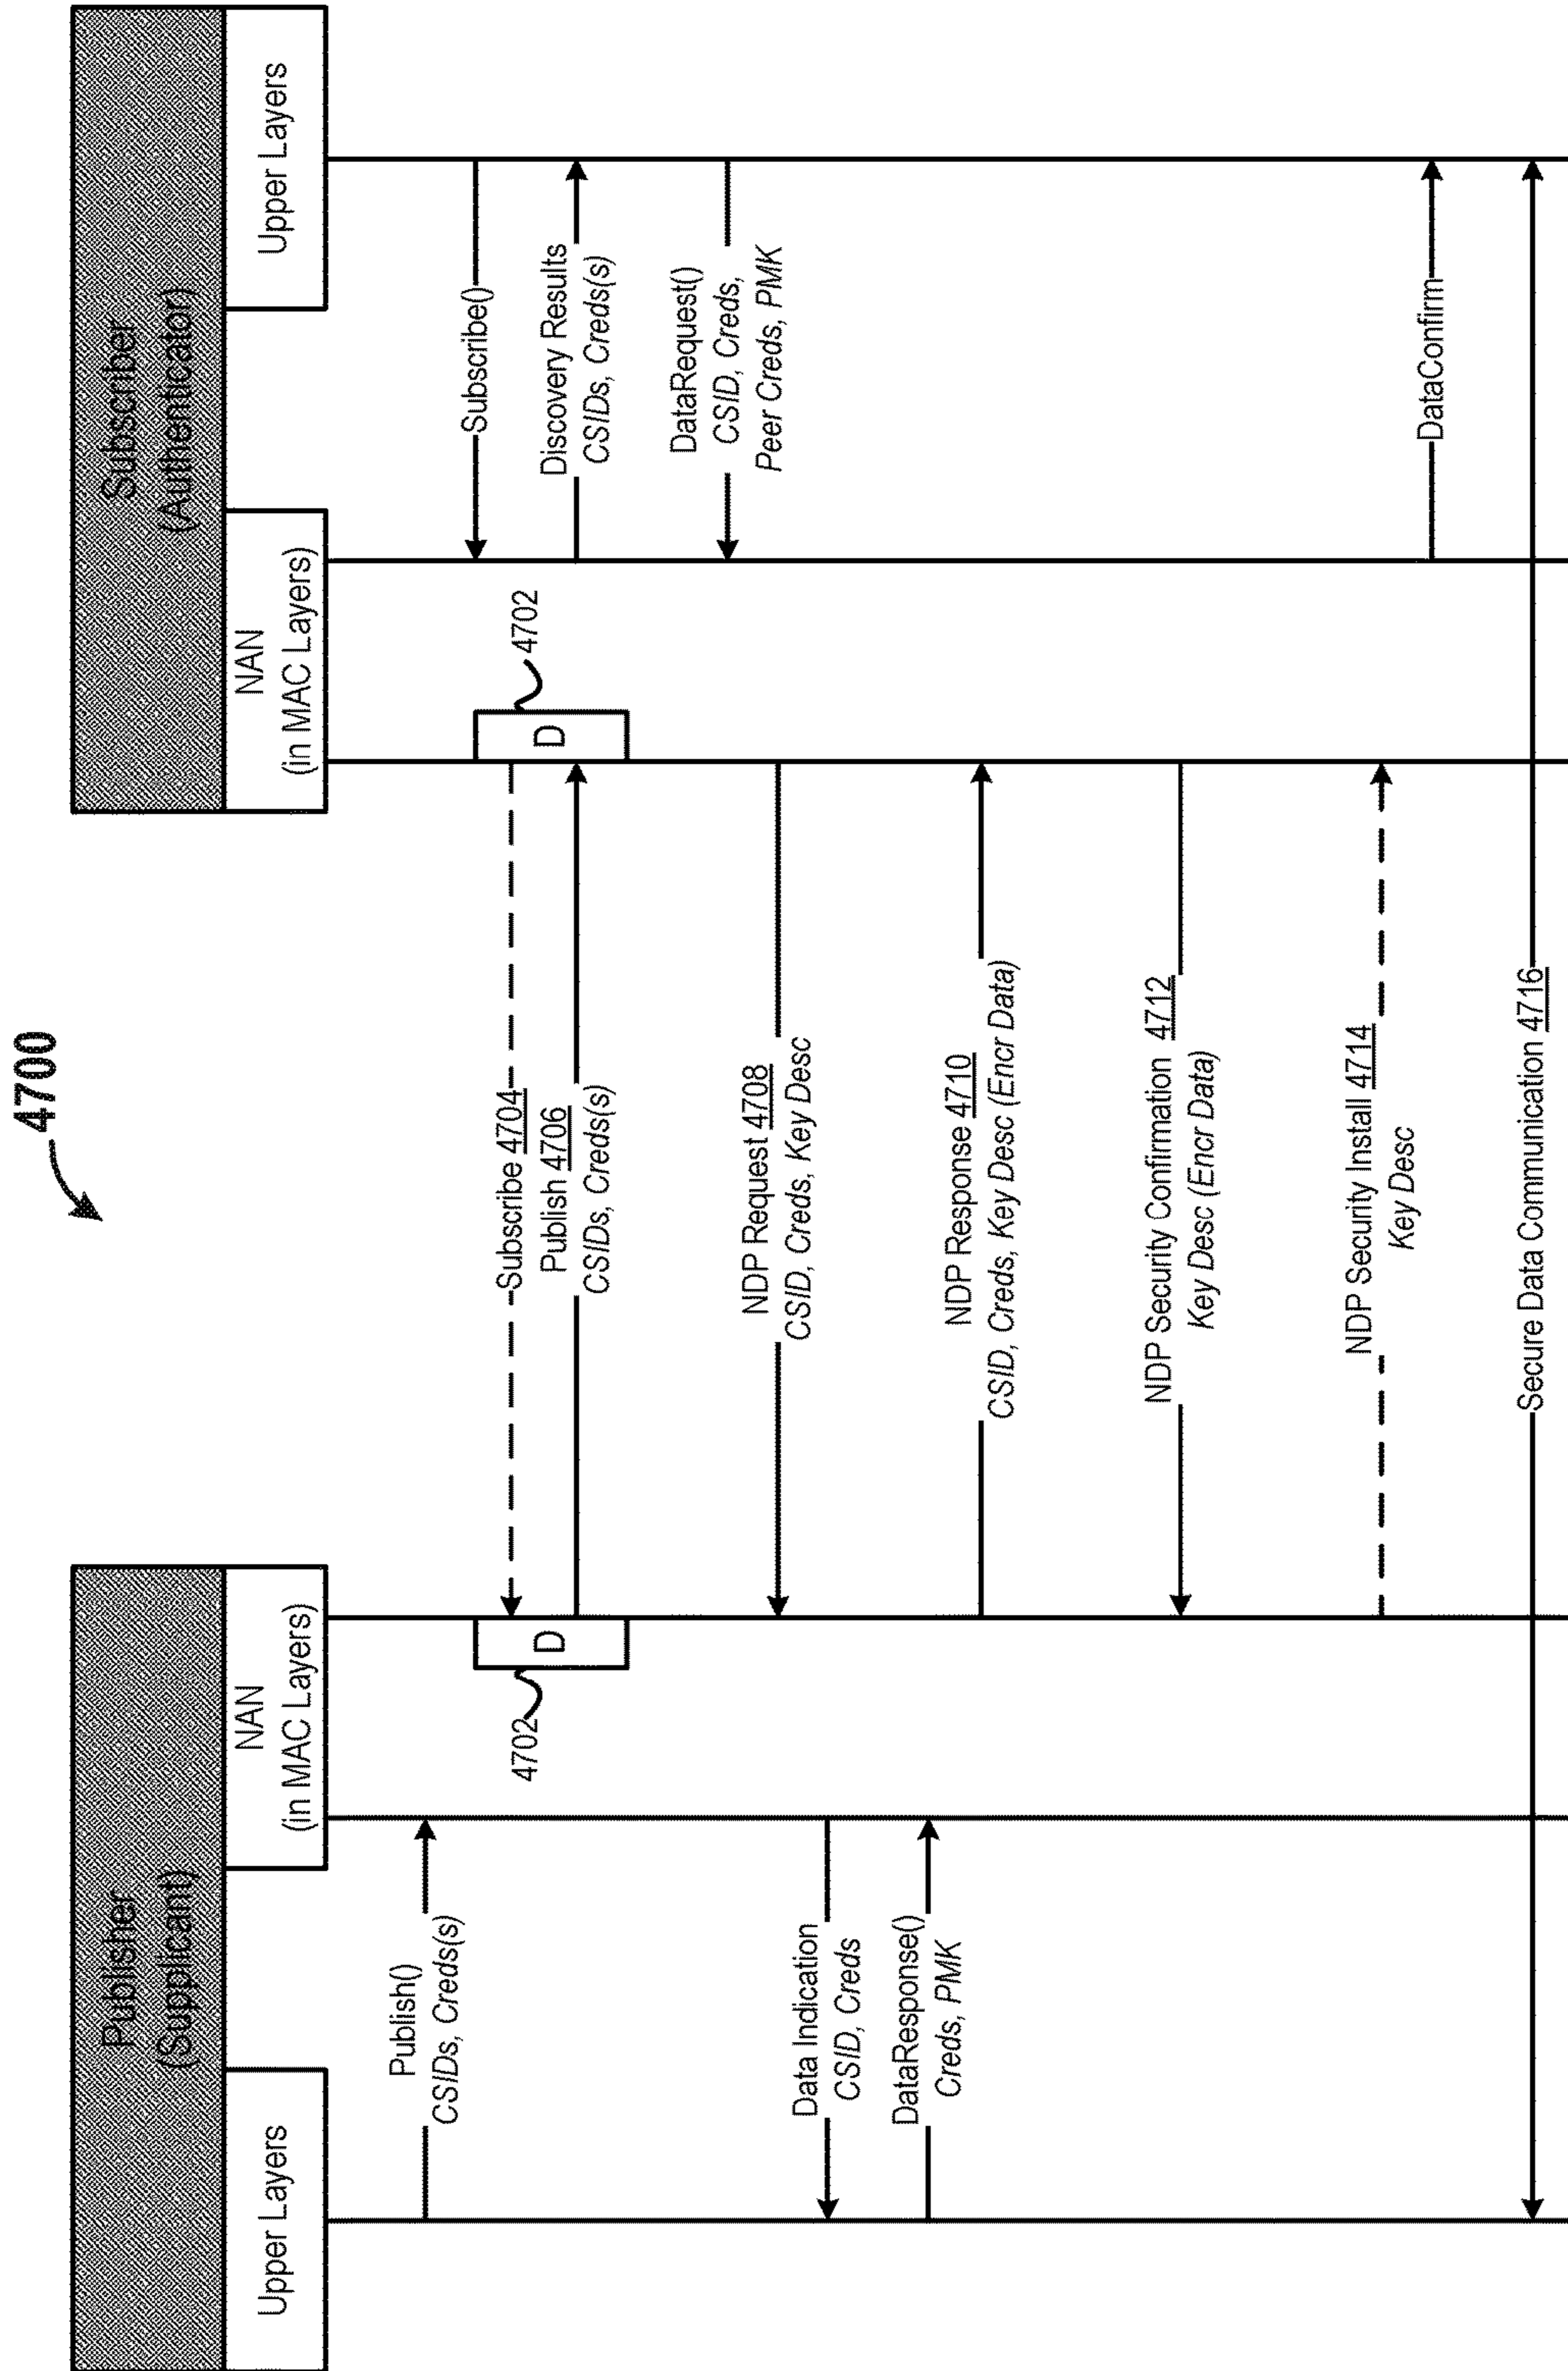 4700
Publisher
(Supplicant)
Upper Layers
NAN
(in MAC Layers)
Subscriber
(Authenticator)
NAN
(in MAC Layers)
Upper Layers
Publish()
CSIDs, Creds(s)
Subscribe()
4702
D
D
4702
Subscribe 4704
Publish 4706
CSIDs, Creds(s)
Discovery Results
CSIDs, Creds(s)
DataRequest()
CSID, Creds,
Peer Creds, PMK
NDP Request 4708
CSID, Creds, Key Desc
Data Indication
CSID, Creds
DataResponse()
Creds, PMK
NDP Response 4710
CSID, Creds, Key Desc (Encr Data)
NDP Security Confirmation 4712
Key Desc (Encr Data)
NDP Security Install 4714
Key Desc
DataConfirm
Secure Data Communication 4716